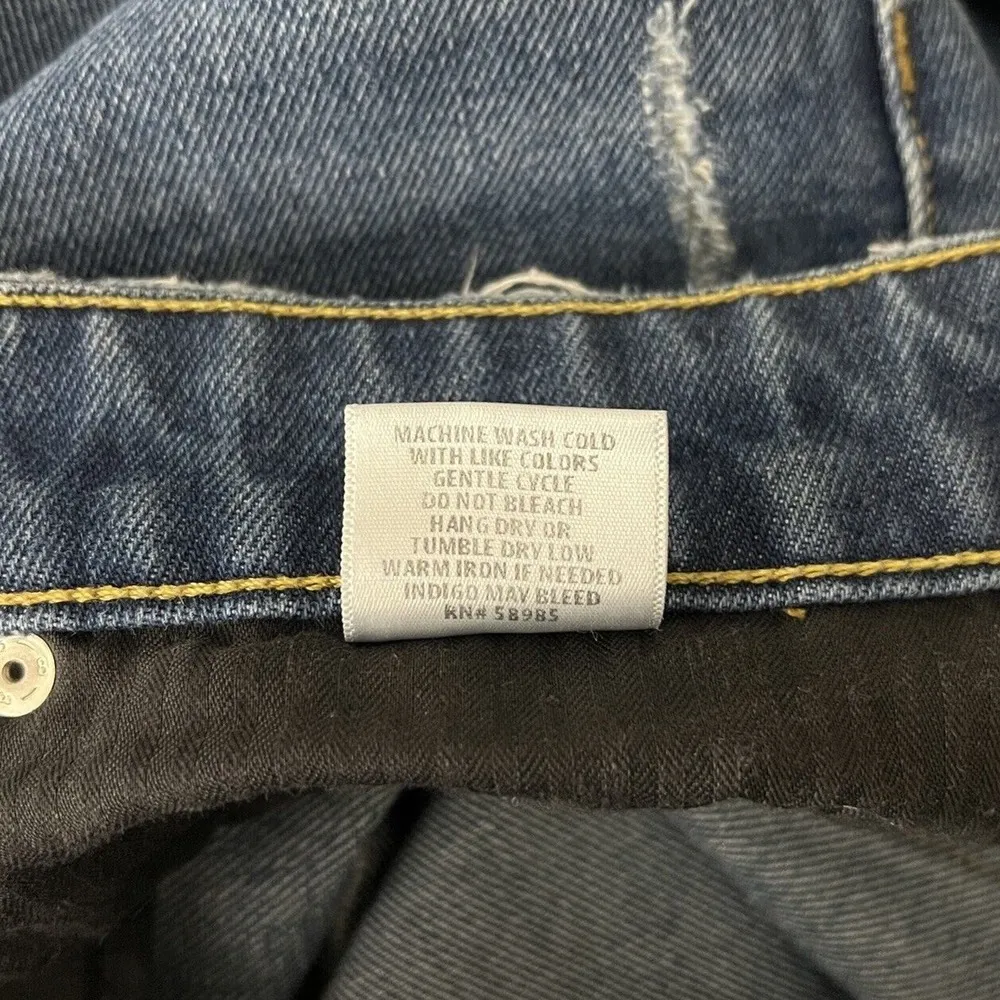 MACHINE WASH COLD
WITH LIKE COLORS
GENTLE CYCLE
DO NOT BLEACH
HANG DRY OR
TUMBLE DRY LOW
WARM IRON IF NEEDED
INDIGO MAY BLEED
RN# 58985